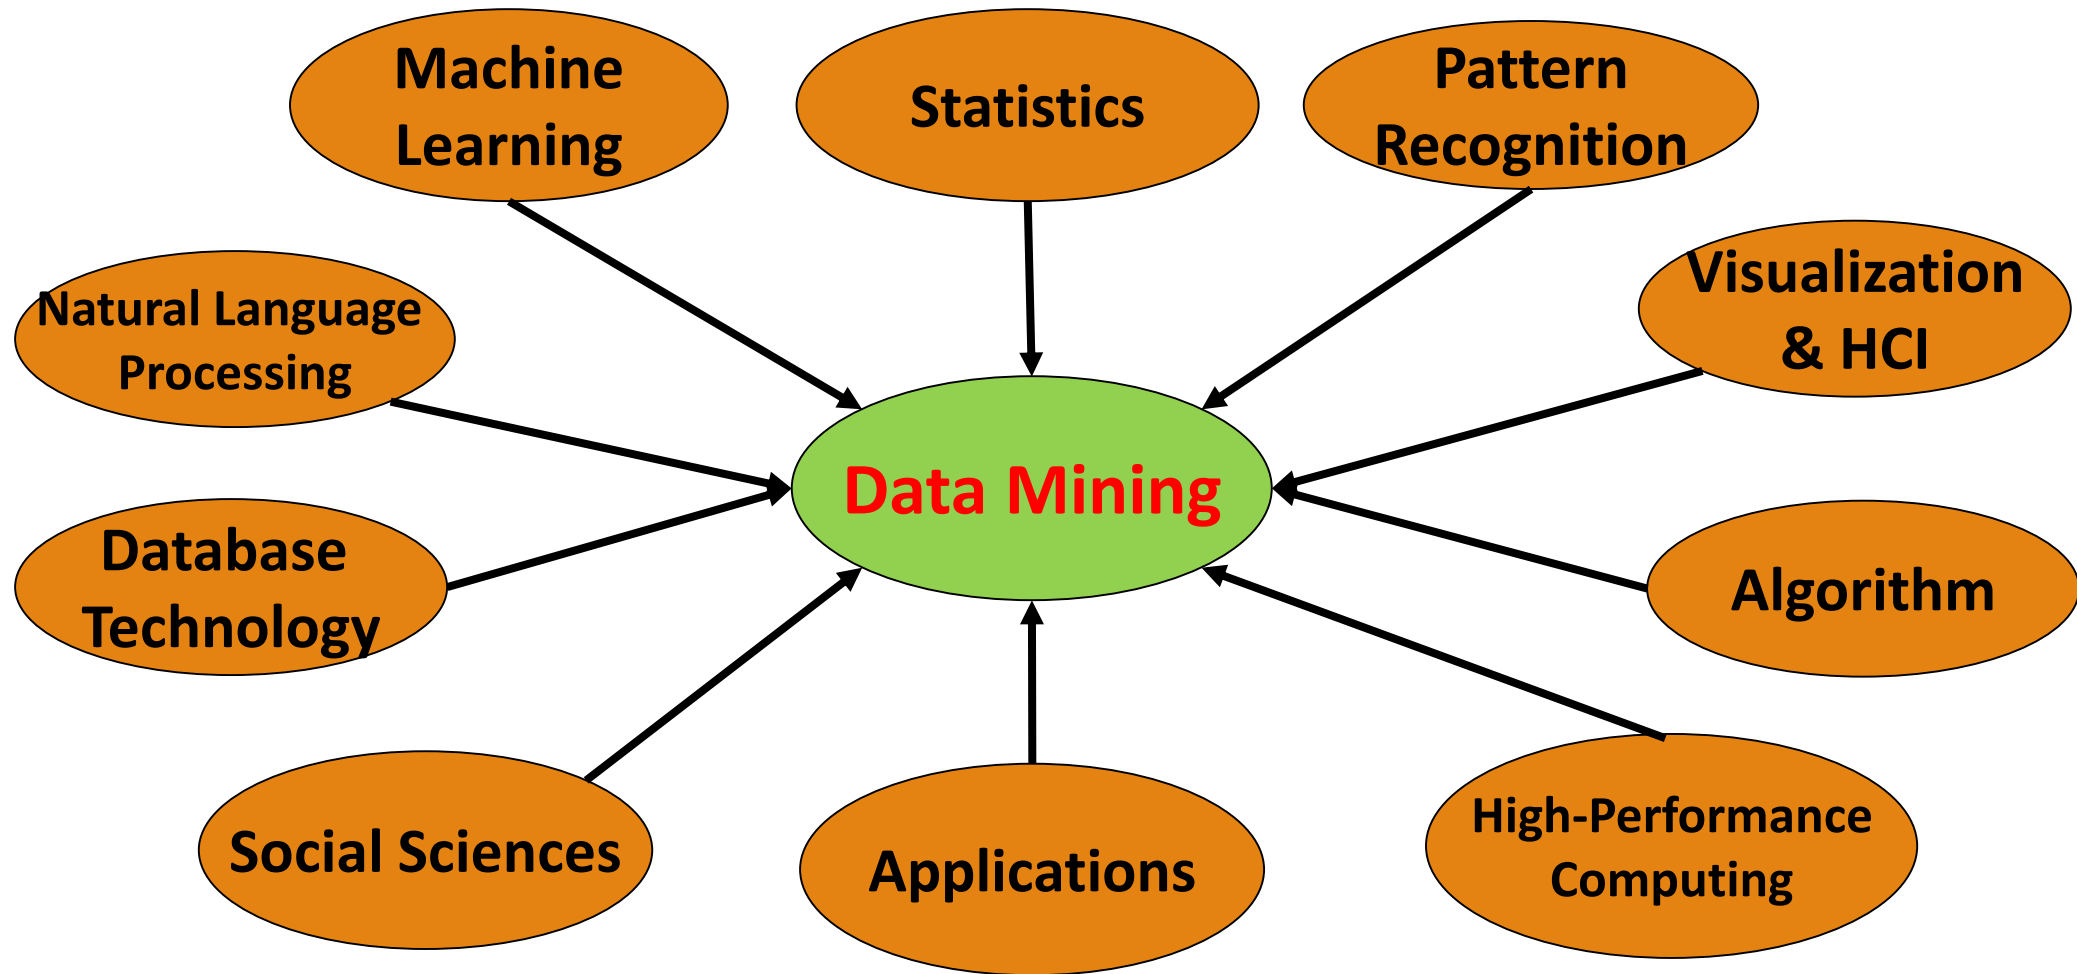 Machine
Learning
Statistics
Pattern
Recognition
Natural Language
Processing
Visualization
& HCI
Data Mining
Database
Technology
Algorithm
Social Sciences
Applications
High-Performance
Computing